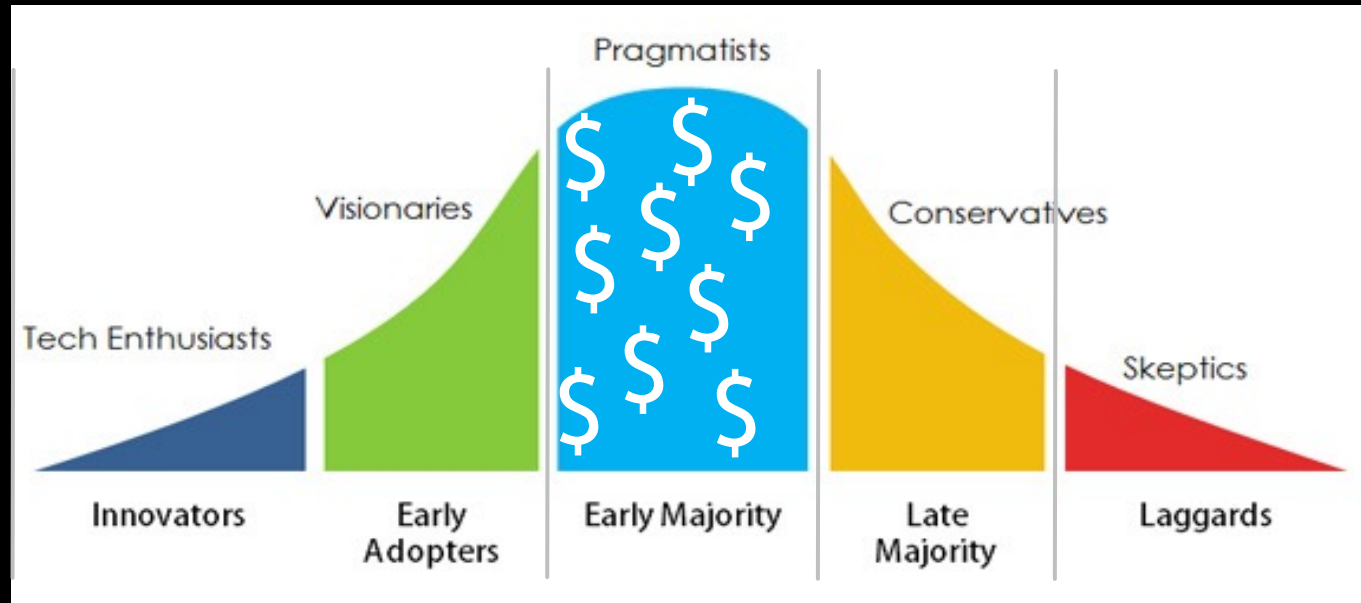 Pragmatists
Visionaries
Conservatives
Tech Enthusiasts
Skeptics
$ $ $ $ $ $ $ $ $
Innovators
Early
Adopters
Early Majority
Late
Majority
Laggards